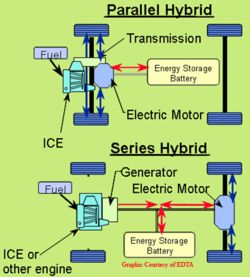 Parallel Hybrid
Transmission
Fuel
Energy Storage
Battery
Electric Motor
ICE
Series Hybrid
Generator
Electric Motor
Fuel
ICE or
other engine
Energy Storage
Battery
Graphic Courtesy of EDTA